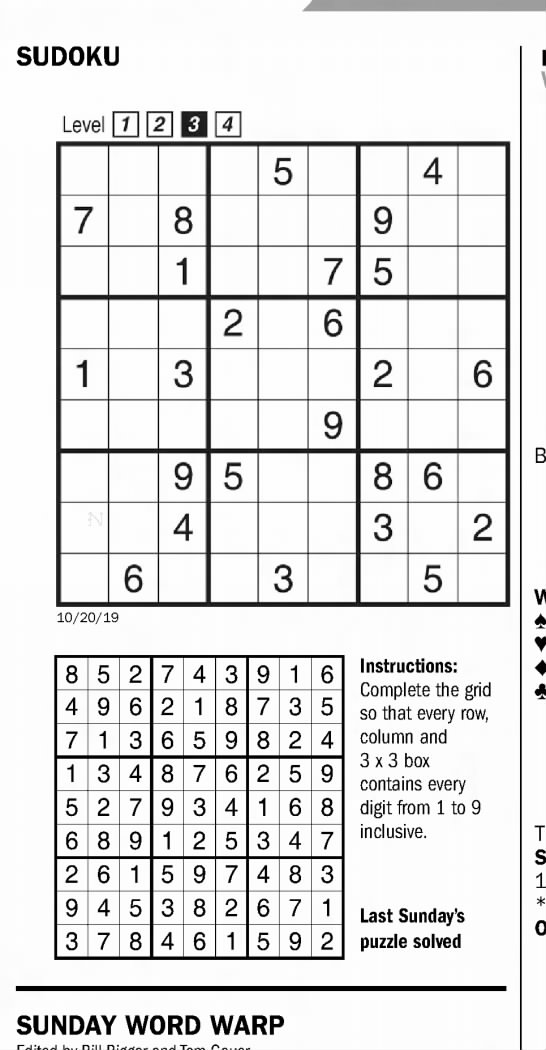 SUDOKU
Level 1 2 3 4
5 4
7 8 9
1 7 5
2 6
1 3 2 6
9
9 5 8 6
4 3 2
6 3 5
10/20/19
8 5 2 7 4 3 9 1 6
4 9 6 2 1 8 7 3 5
7 1 3 6 5 9 8 2 4
1 3 4 8 7 6 2 5 9
5 2 7 9 3 4 1 6 8
6 8 9 1 2 5 3 4 7
2 6 1 5 9 7 4 8 3
9 4 5 3 8 2 6 7 1
3 7 8 4 6 1 5 9 2
Instructions:
Complete the grid
so that every row,
column and
3 x 3 box
contains every
digit from 1 to 9
inclusive.
Last Sunday's
puzzle solved
SUNDAY WORD WARP
B
W
♠
♥
♦
♣
T
S
1
*
O